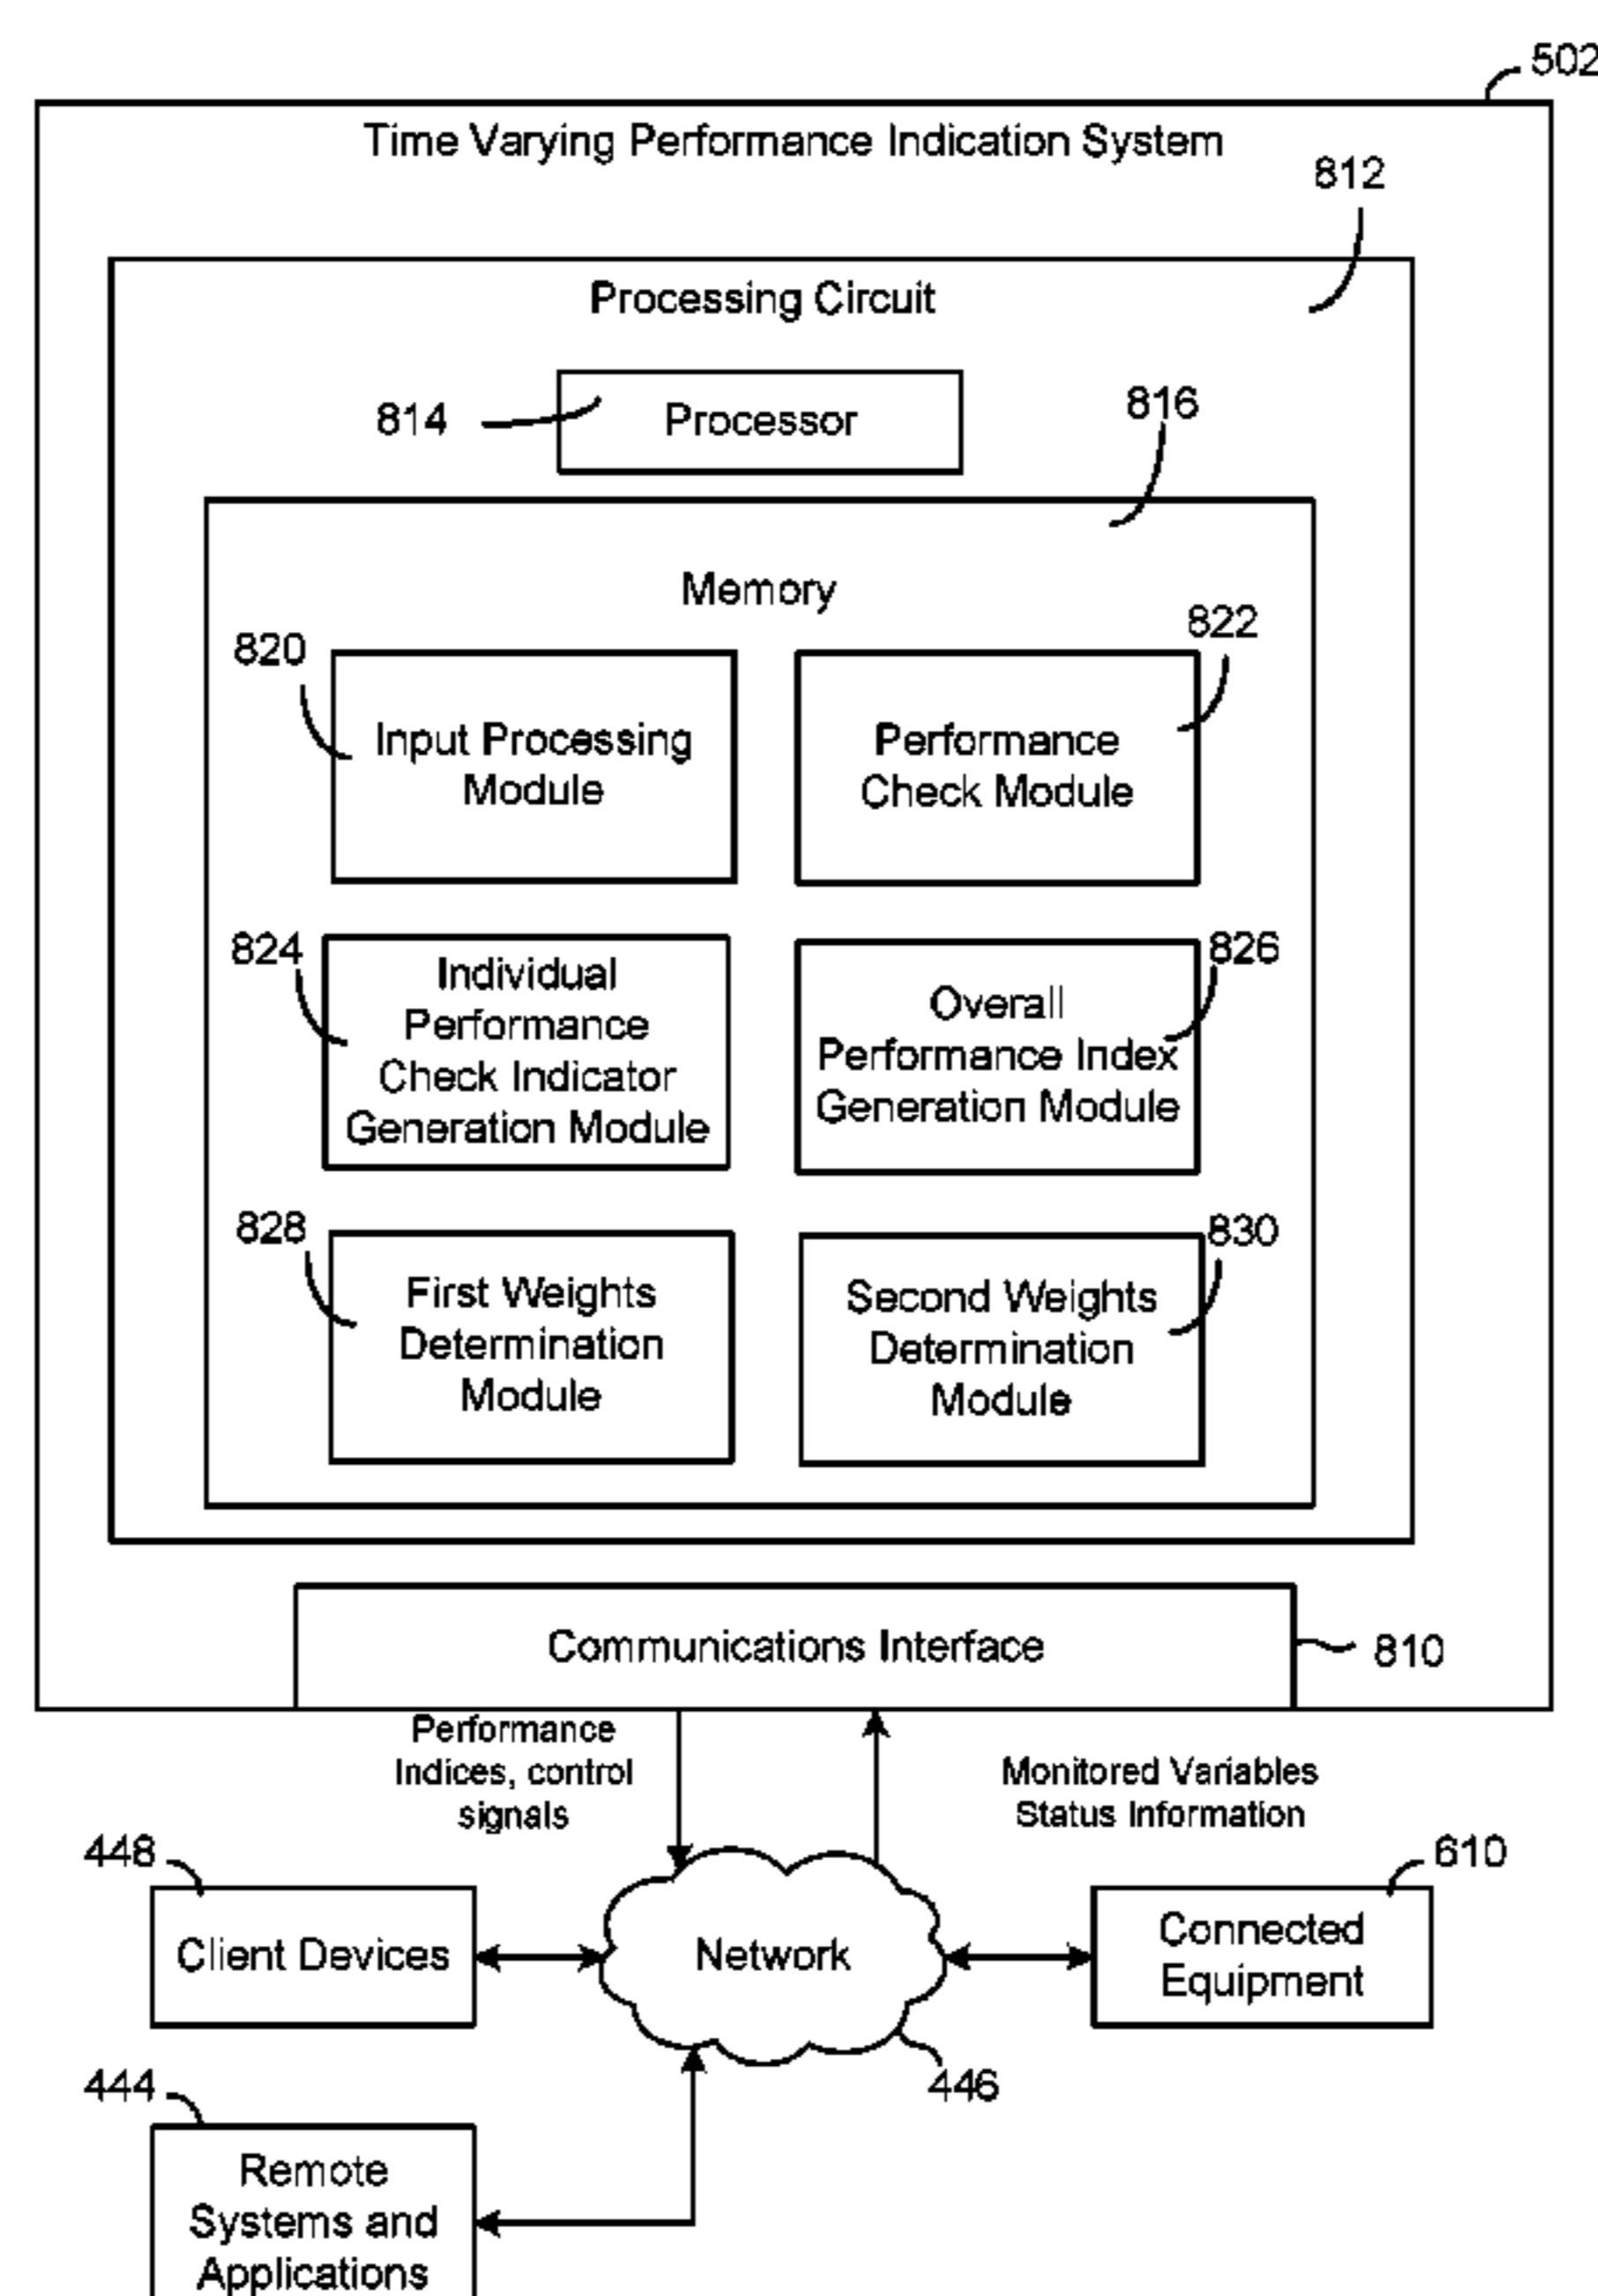 502
Time Varying Performance Indication System
812
Processing Circuit
814
Processor
816
Memory
820
822
Input Processing
Module
Performance
Check Module
824
826
Individual
Performance
Check Indicator
Generation Module
Overall
Performance Index
Generation Module
828
830
First Weights
Determination
Module
Second Weights
Determination
Module
Communications Interface
810
Performance
Indices, control
signals
Monitored Variables
Status Information
448
610
Client Devices
Network
Connected
Equipment
446
444
Remote
Systems and
Applications